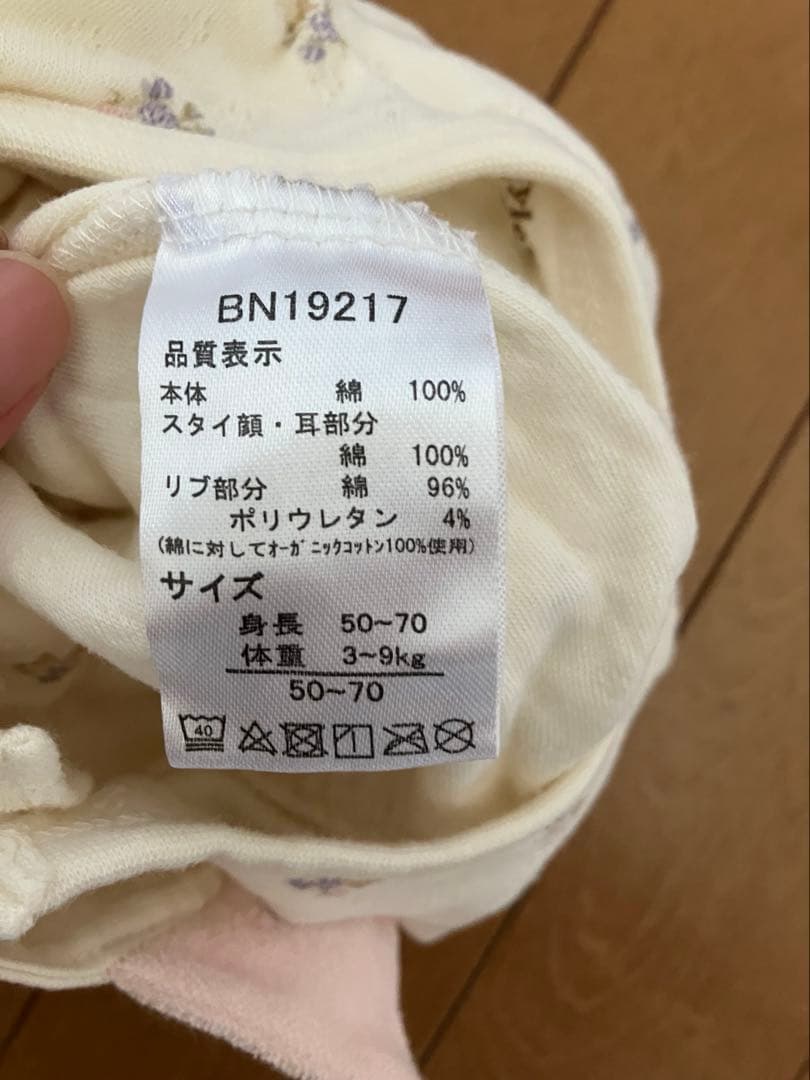 BN19217
品質表示
本体 綿 100%
スタイ顔・耳部分
綿 100%
リブ部分 綿 96%
ポリウレタン 4%
(綿に対してｵｰｶﾞﾆｯｸｺｯﾄﾝ100%使用)
サイズ
身長 50~70
体重 3~9kg
50~70
40